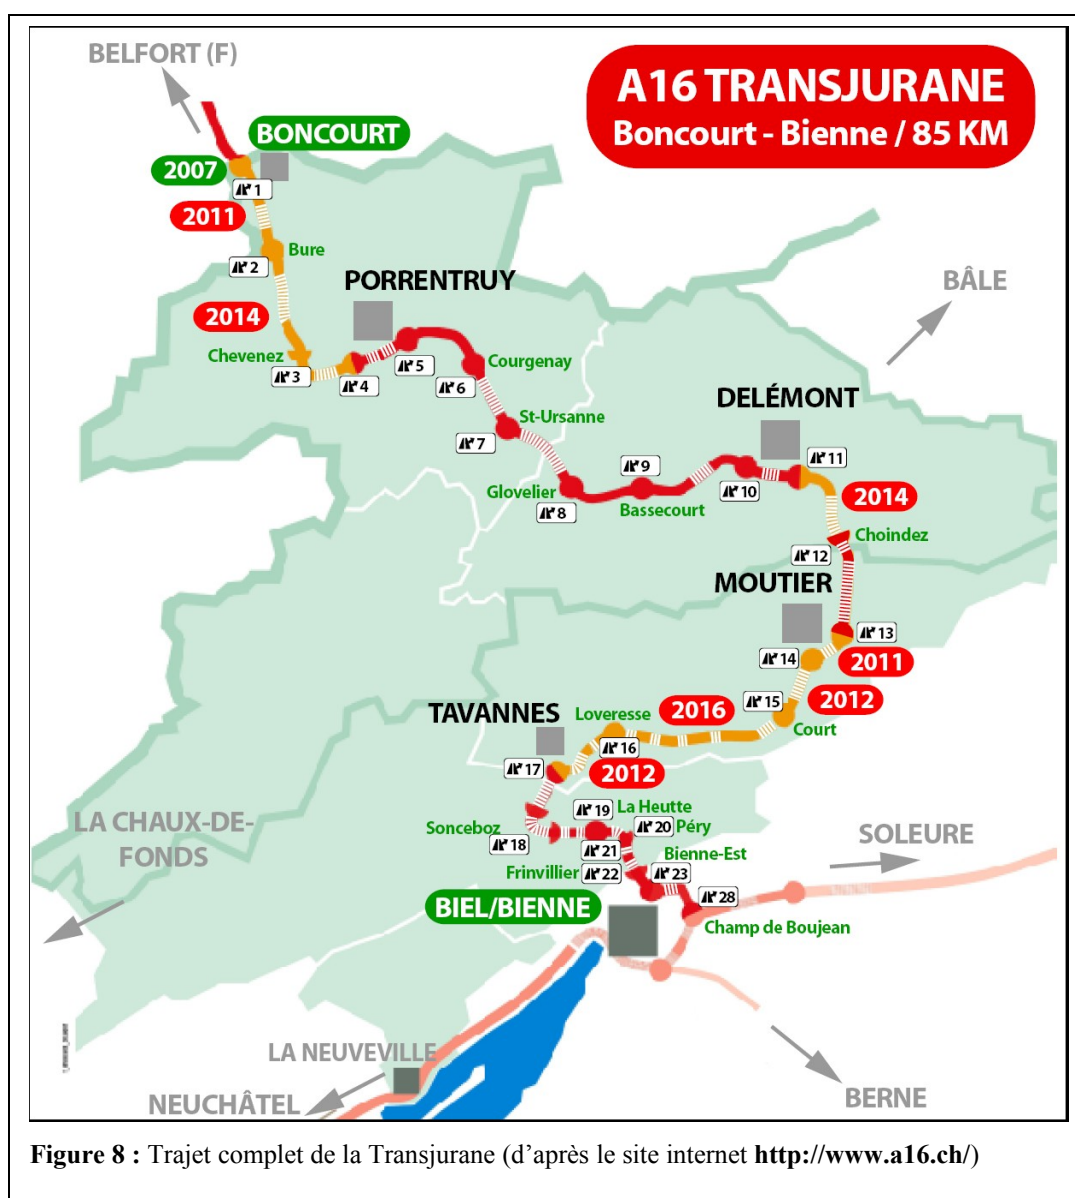 BELFORT (F)
A16 TRANSJURANE
Boncourt - Bienne / 85 KM
BONCOURT
2007
1
2011
Bure
2
PORRENTRUY
BÂLE
2014
Chevenez
3
4
5
Courgenay
6
DELÉMONT
St-Ursanne
7
9
11
10
Glovelier
8
Bassecourt
2014
Choindez
12
MOUTIER
13
14
2011
15
2012
Court
TAVANNES
Loveresse
2016
16
17
2012
LA CHAUX-DE-
FONDS
19
La Heutte
Sonceboz
18
20
Péry
21
Bienne-Est
SOLEURE
Frinvillier
22
23
28
BIEL/BIENNE
Champ de Boujean
LA NEUVEVILLE
NEUCHÂTEL
BERNE
Figure 8 : Trajet complet de la Transjurane (d'après le site internet http://www.a16.ch/)